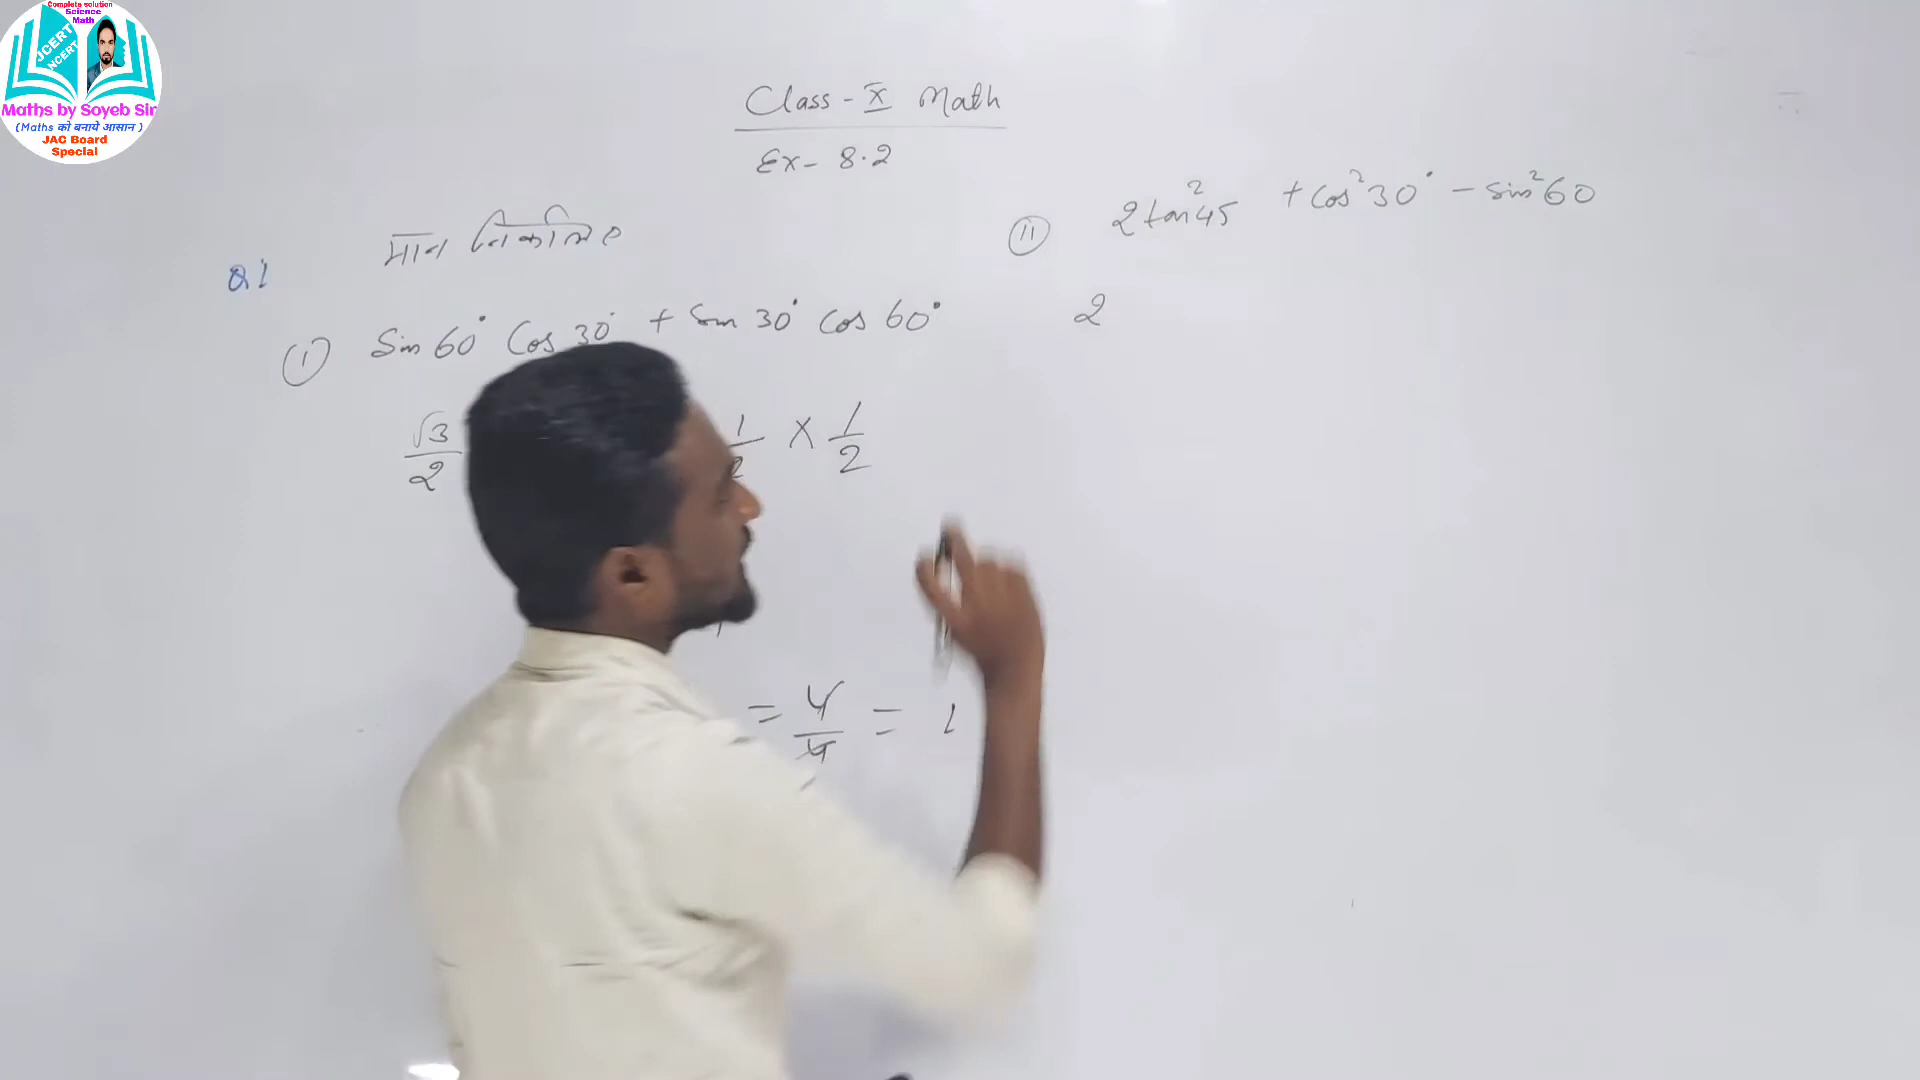 Complete solution
Science
Math
JCERT
NCERT
Maths by Soyeb Sir
(Maths को बनाये आसान )
JAC Board
Special
Class - X Math
Ex - 8.2
Q1 मान निकालिए
(i) Sin 60° Cos 30° + Sin 30° Cos 60°
√3/2 1/2 × 1/2
= 4/4 = 1
(ii) 2 tan²45 + Cos²30° - Sin²60
2